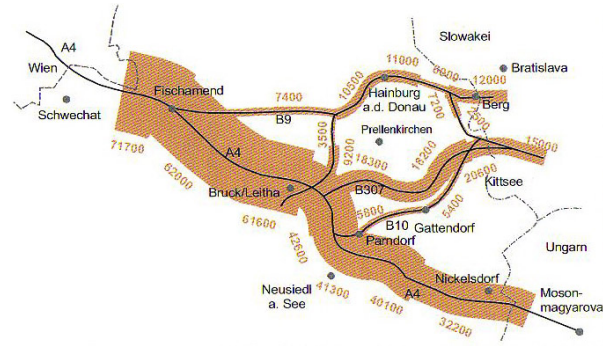 A4
Slowakei
Wien
11000
Bratislava
6000
Fischamend
12000
7400
10500
Hainburg
a.d. Donau
7200
Berg
Schwechat
B9
2500
3500
Prellenkirchen
71700
A4
9200
15000
18300
18200
62000
20600
Kittsee
Bruck/Leitha
B307
5800
5400
61600
B10
Gattendorf
42600
Parndorf
Ungarn
Nickelsdorf
Neusiedl
a. See
41300
A4
40100
Moson-
magyarova
32200